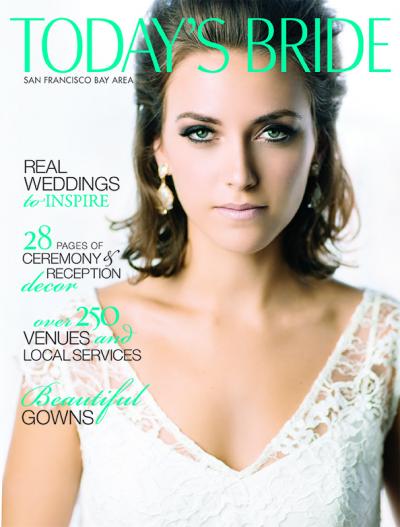 TODAY'S BRIDE
SAN FRANCISCO BAY AREA
REAL
WEDDINGS
to INSPIRE
28 PAGES OF
CEREMONY &
RECEPTION
decor
over 250
VENUES and
LOCAL SERVICES
Beautiful
GOWNS